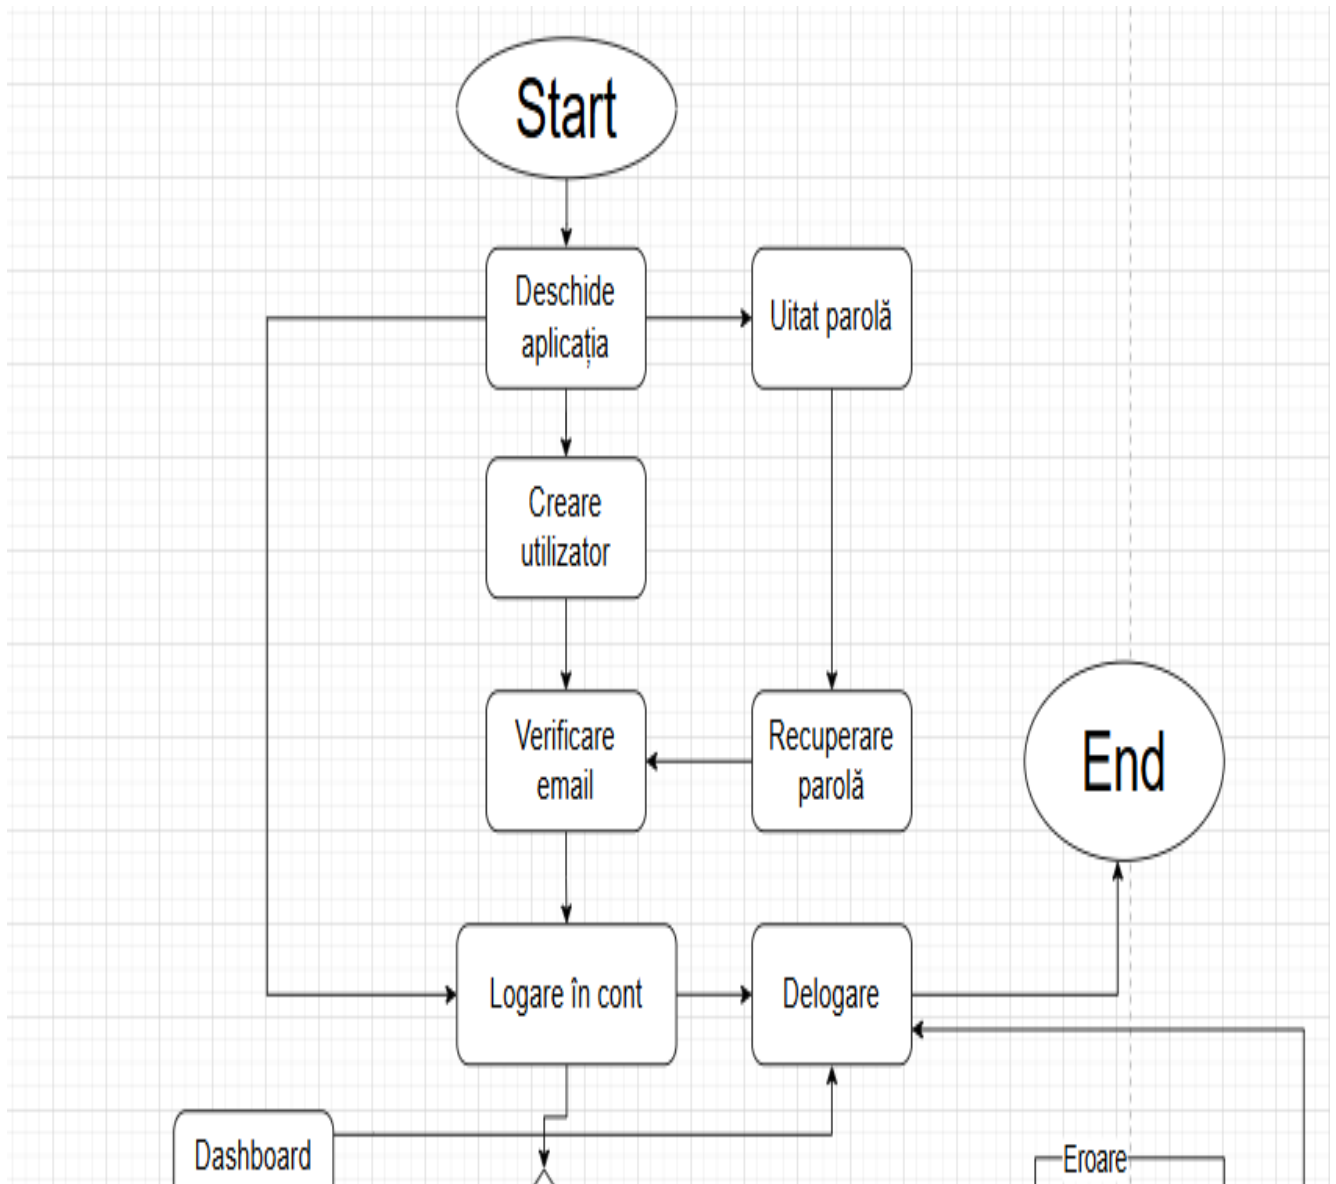 Start
Deschide
aplicația
Uitat parolă
Creare
utilizator
Verificare
email
Recuperare
parolă
End
Logare în cont
Delogare
Dashboard
Eroare